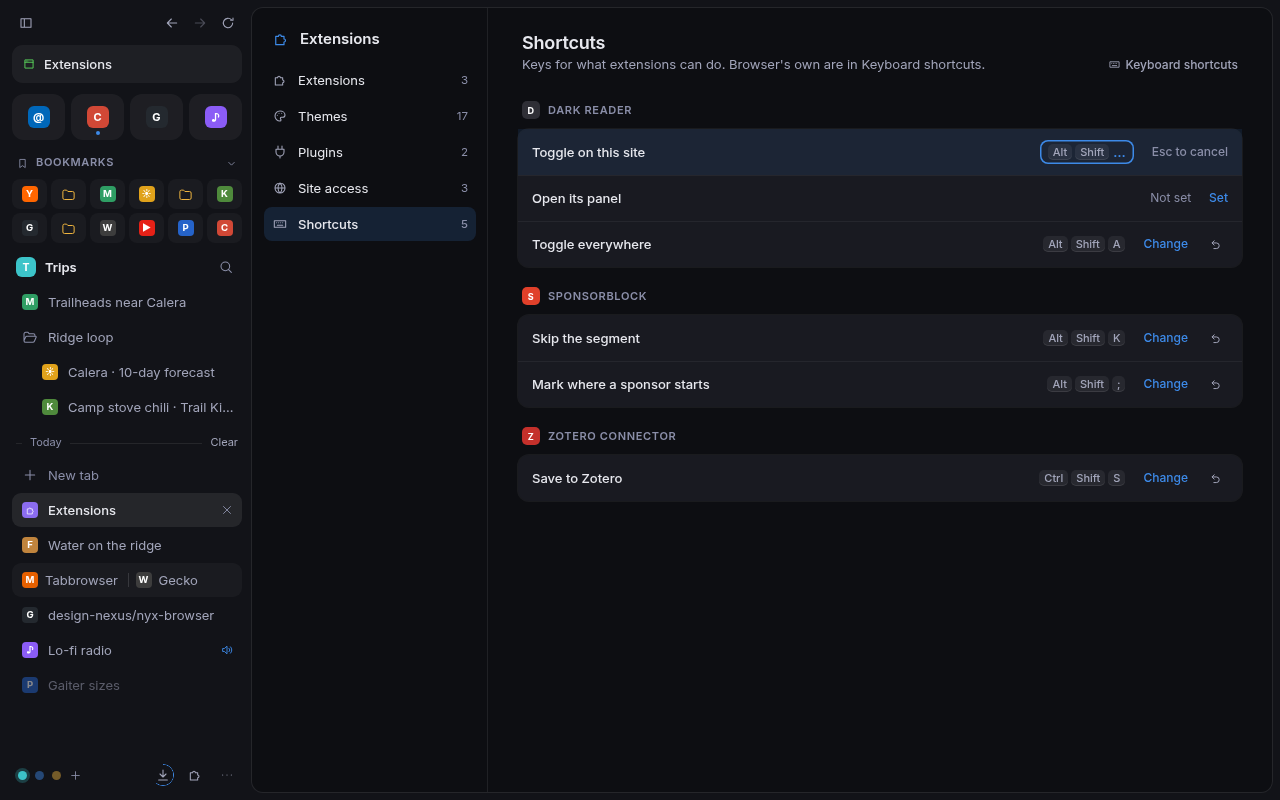 Extensions
@
C
G
BOOKMARKS
Y
M
K
G
W
P
C
T Trips
M Trailheads near Calera
Ridge loop
Calera · 10-day forecast
K Camp stove chili · Trail Ki...
Today
Clear
New tab
Extensions
F Water on the ridge
M Tabbrowser
W Gecko
G design-nexus/nyx-browser
Lo-fi radio
P Gaiter sizes
Extensions
Extensions 3
Themes 17
Plugins 2
Site access 3
Shortcuts 5
Shortcuts
Keys for what extensions can do. Browser's own are in Keyboard shortcuts.
Keyboard shortcuts
D DARK READER
Toggle on this site Alt Shift ... Esc to cancel
Open its panel Not set Set
Toggle everywhere Alt Shift A Change
S SPONSORBLOCK
Skip the segment Alt Shift K Change
Mark where a sponsor starts Alt Shift ; Change
Z ZOTERO CONNECTOR
Save to Zotero Ctrl Shift S Change